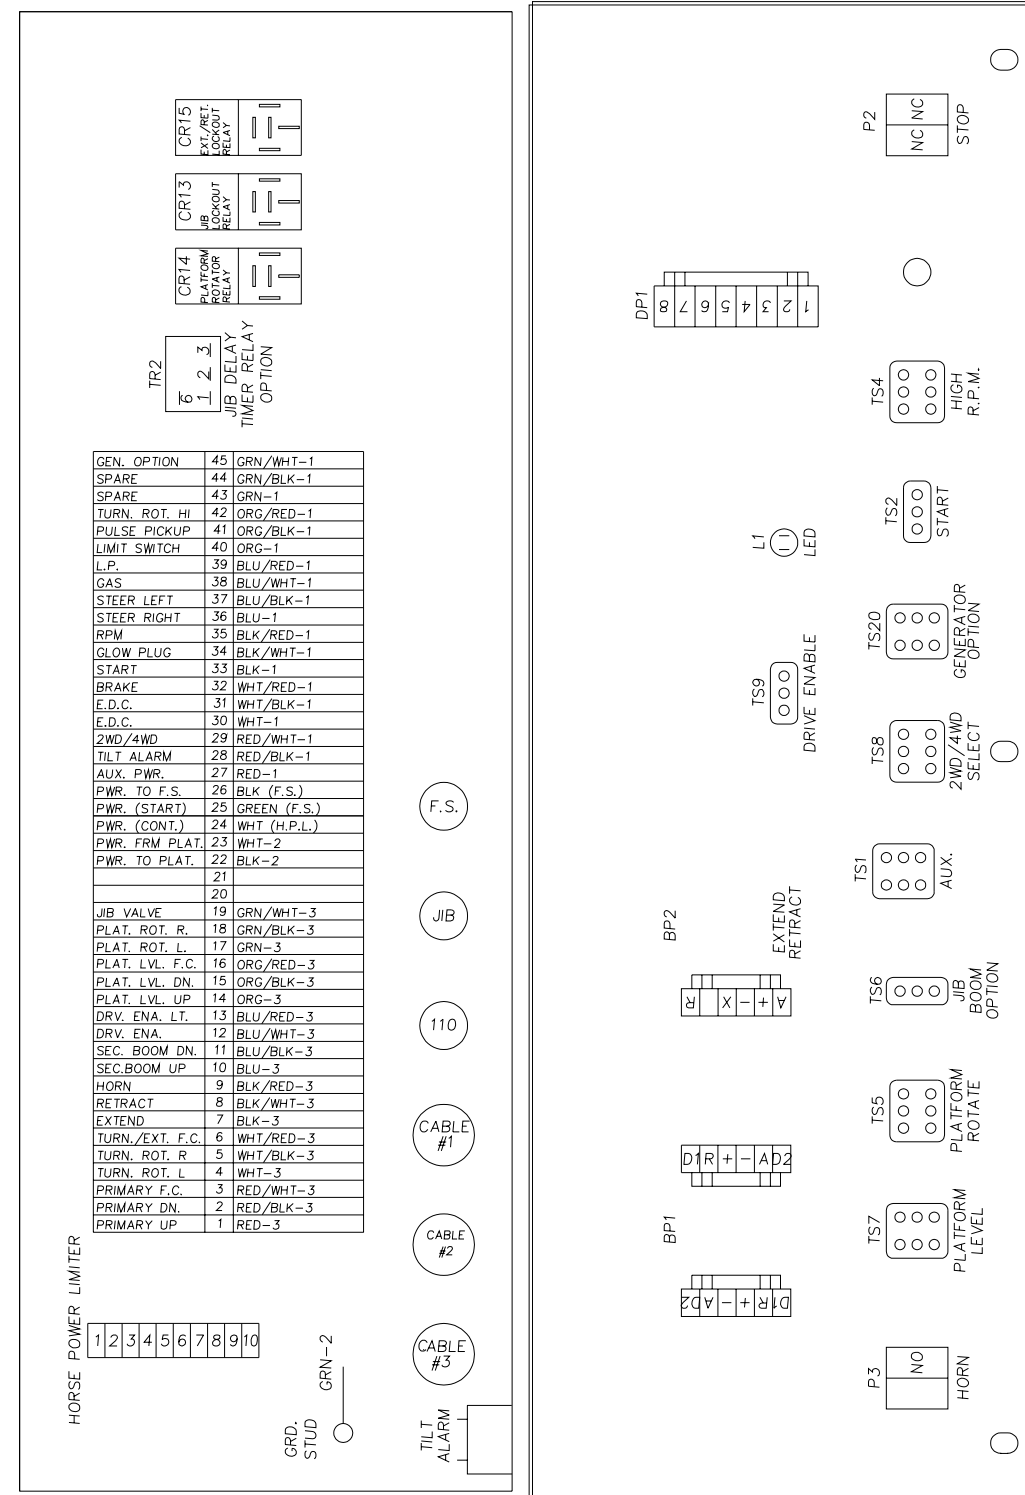 CR15
EXT./RET.
LOCKOUT
RELAY
CR13
JIB
LOCKOUT
RELAY
CR14
PLATFORM
ROTATOR
RELAY
TR2
6
1 2 3
JIB DELAY
TIMER RELAY
OPTION
GEN. OPTION 45 GRN/WHT-1
SPARE 44 GRN/BLK-1
SPARE 43 GRN-1
TURN. ROT. HI 42 ORG/RED-1
PULSE PICKUP 41 ORG/BLK-1
LIMIT SWITCH 40 ORG-1
L.P. 39 BLU/RED-1
GAS 38 BLU/WHT-1
STEER LEFT 37 BLU/BLK-1
STEER RIGHT 36 BLU-1
RPM 35 BLK/RED-1
GLOW PLUG 34 BLK/WHT-1
START 33 BLK-1
BRAKE 32 WHT/RED-1
E.D.C. 31 WHT/BLK-1
E.D.C. 30 WHT-1
2WD/4WD 29 RED/WHT-1
TILT ALARM 28 RED/BLK-1
AUX. PWR. 27 RED-1
PWR. TO F.S. 26 BLK (F.S.)
PWR. (START) 25 GREEN (F.S.)
PWR. (CONT.) 24 WHT (H.P.L.)
PWR. FRM PLAT. 23 WHT-2
PWR. TO PLAT. 22 BLK-2
21
20
JIB VALVE 19 GRN/WHT-3
PLAT. ROT. R. 18 GRN/BLK-3
PLAT. ROT. L. 17 GRN-3
PLAT. LVL. F.C. 16 ORG/RED-3
PLAT. LVL. DN. 15 ORG/BLK-3
PLAT. LVL. UP 14 ORG-3
DRV. ENA. LT. 13 BLU/RED-3
DRV. ENA. 12 BLU/WHT-3
SEC. BOOM DN. 11 BLU/BLK-3
SEC.BOOM UP 10 BLU-3
HORN 9 BLK/RED-3
RETRACT 8 BLK/WHT-3
EXTEND 7 BLK-3
TURN./EXT. F.C. 6 WHT/RED-3
TURN. ROT. R 5 WHT/BLK-3
TURN. ROT. L 4 WHT-3
PRIMARY F.C. 3 RED/WHT-3
PRIMARY DN. 2 RED/BLK-3
PRIMARY UP 1 RED-3
F.S.
JIB
110
CABLE
#1
CABLE
#2
CABLE
#3
HORSE POWER LIMITER
1 2 3 4 5 6 7 8 9 10
GRN-2
GRD.
STUD
TILT
ALARM
P2
NC NC
STOP
DP1
8 7 6 5 4 3 2 1
TS4
HIGH
R.P.M.
TS2
START
L1
LED
TS20
GENERATOR
OPTION
TS9
DRIVE ENABLE
TS8
2WD/4WD
SELECT
TS1
AUX.
BP2
EXTEND
RETRACT
R X - + A
TS6
JIB
BOOM
OPTION
TS5
PLATFORM
ROTATE
D1 R + - A D2
BP1
TS7
PLATFORM
LEVEL
D2 A - + R D1
P3
NO
HORN